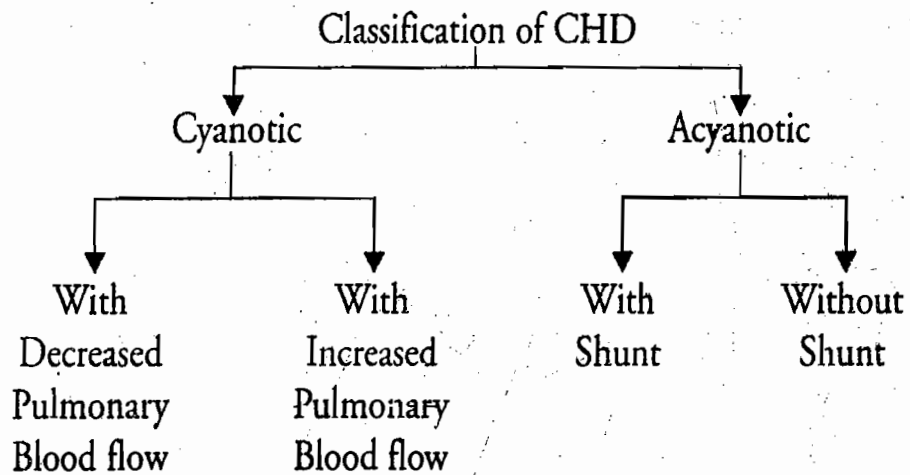 Classification of CHD
Cyanotic
Acyanotic
With
Decreased
Pulmonary
Blood flow
With
Increased
Pulmonary
Blood flow
With
Shunt
Without
Shunt